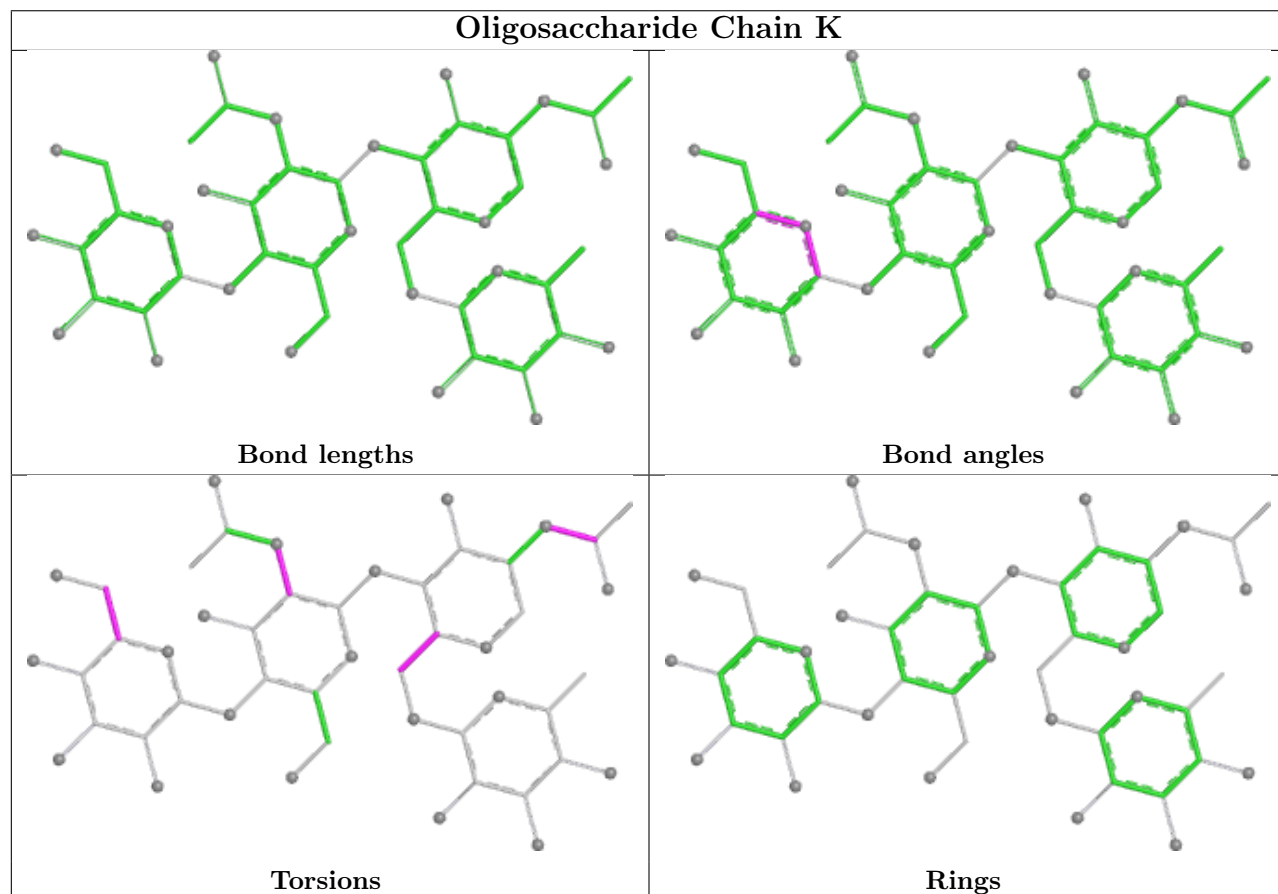 Oligosaccharide Chain K
Bond lengths
Bond angles
Torsions
Rings